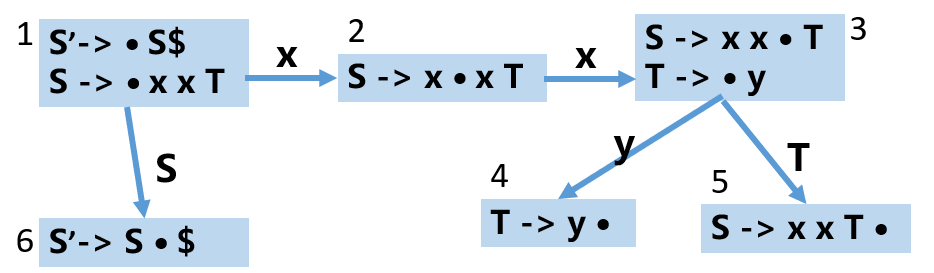 1
S’-> • S$
S -> • x x T
x
2
S -> x • x T
x
3
S -> x x • T
T -> • y
S
y
T
4
T -> y •
5
S -> x x T •
6
S’-> S • $